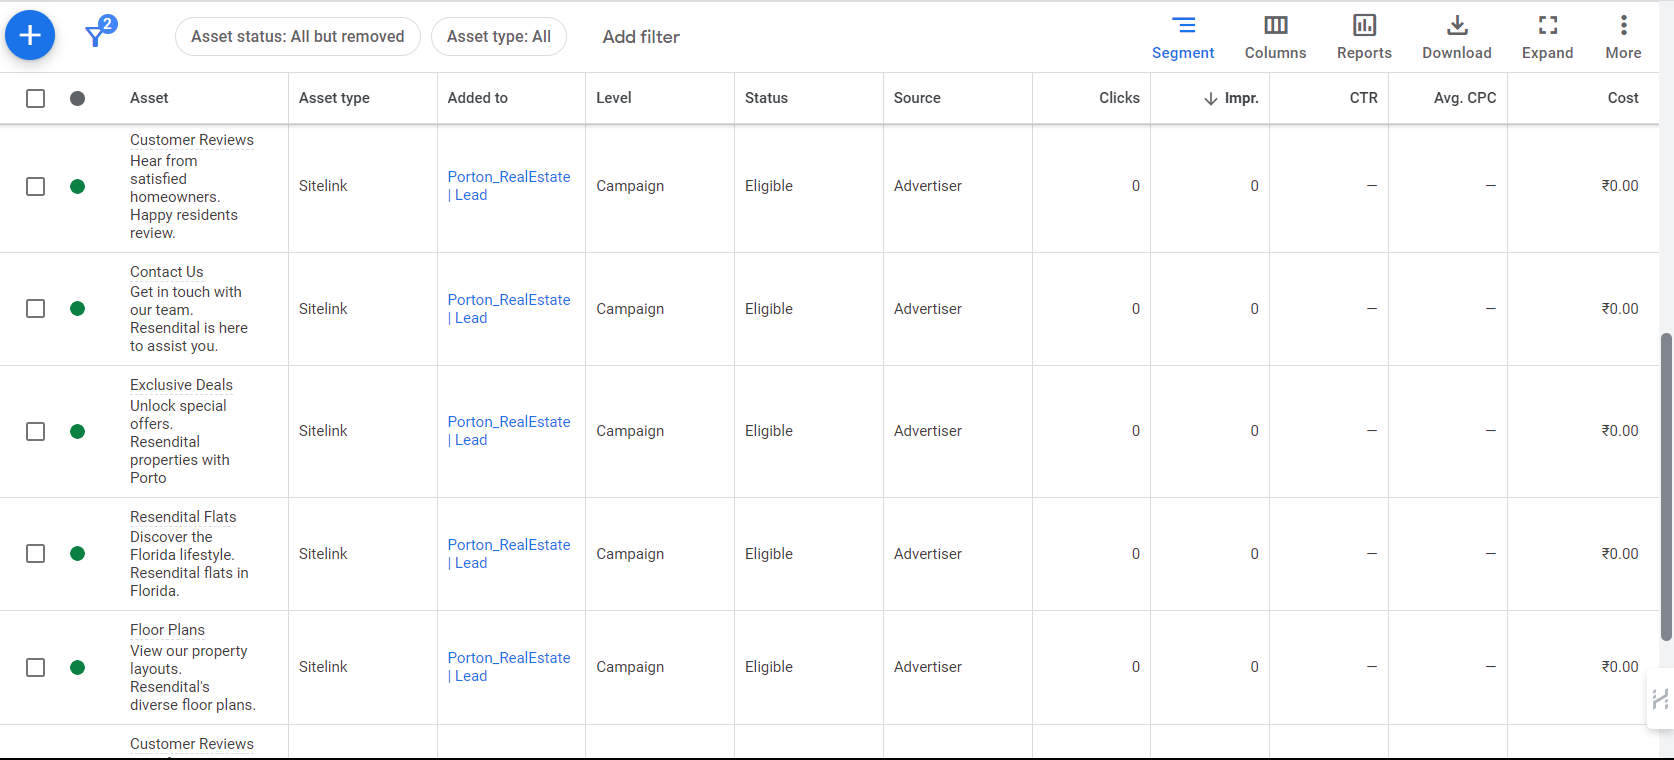 2
Asset status: All but removed
Asset type: All
Add filter
Segment
Columns
Reports
Download
Expand
More
Asset
Asset type
Added to
Level
Status
Source
Clicks
Impr.
CTR
Avg. CPC
Cost
Customer Reviews
Hear from
satisfied
homeowners.
Happy residents
review.
Sitelink
Porton_RealEstate
| Lead
Campaign
Eligible
Advertiser
0
0
—
—
₹0.00
Contact Us
Get in touch with
our team.
Resendital is here
to assist you.
Sitelink
Porton_RealEstate
| Lead
Campaign
Eligible
Advertiser
0
0
—
—
₹0.00
Exclusive Deals
Unlock special
offers.
Resendital
properties with
Porto
Sitelink
Porton_RealEstate
| Lead
Campaign
Eligible
Advertiser
0
0
—
—
₹0.00
Resendital Flats
Discover the
Florida lifestyle.
Resendital flats in
Florida.
Sitelink
Porton_RealEstate
| Lead
Campaign
Eligible
Advertiser
0
0
—
—
₹0.00
Floor Plans
View our property
layouts.
Resendital's
diverse floor plans.
Sitelink
Porton_RealEstate
| Lead
Campaign
Eligible
Advertiser
0
0
—
—
₹0.00
Customer Reviews